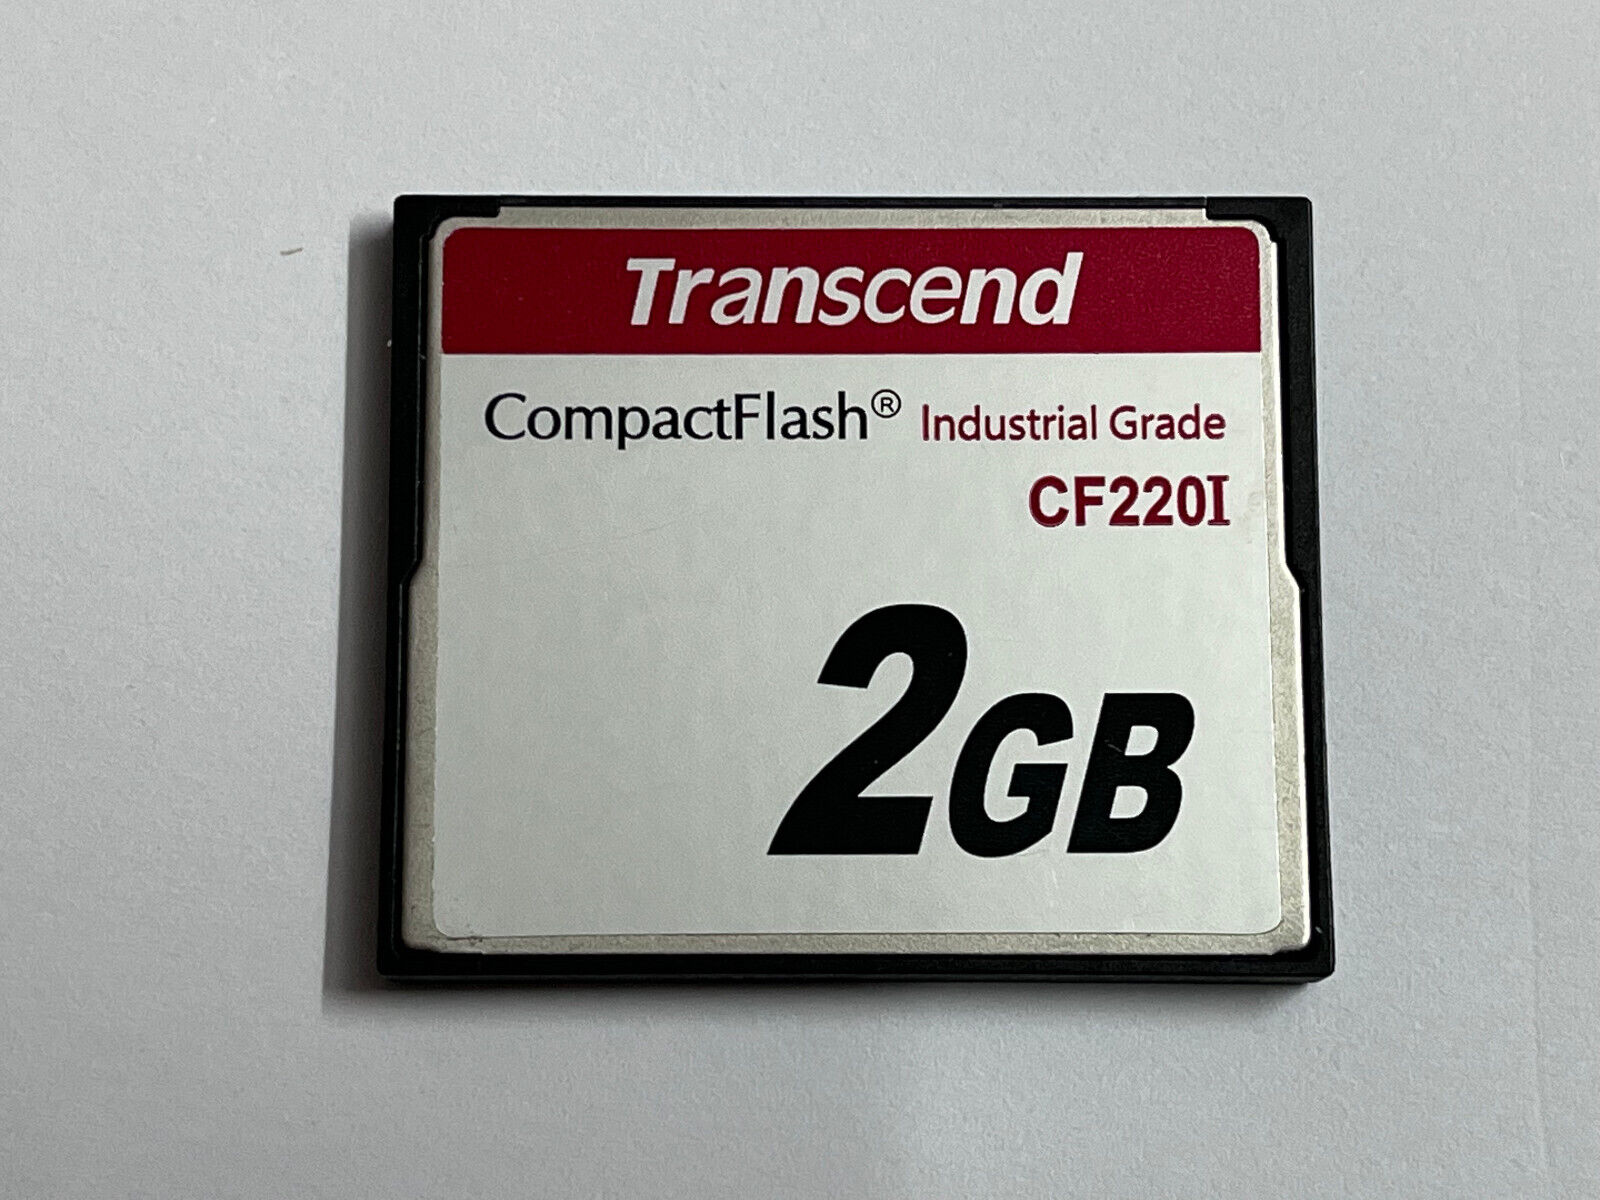 Transcend
CompactFlash® Industrial Grade
CF220I
2GB